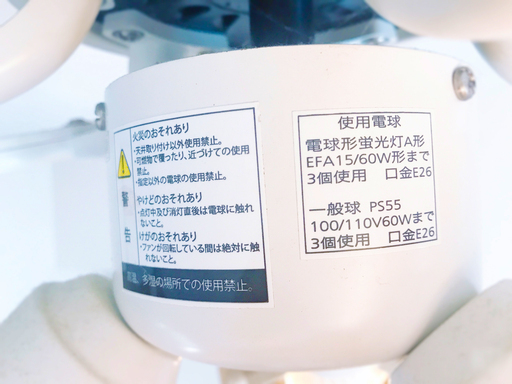 火災のおそれあり
・天井取り付け以外使用禁止。
・可燃物で覆ったり、近づけての使用
禁止。
・指定以外の電球の使用禁止。
警告
やけどのおそれあり
・点灯中及び消灯直後は電球に触れ
ないこと。
けがのおそれあり
・ファンが回転している間は絶対に触
れないこと。
高温、多湿の場所での使用禁止。
使用電球
電球形蛍光灯A形
EFA15/60W形まで
3個使用 口金E26
一般球 PS55
100/110V60Wまで
3個使用 口金E26